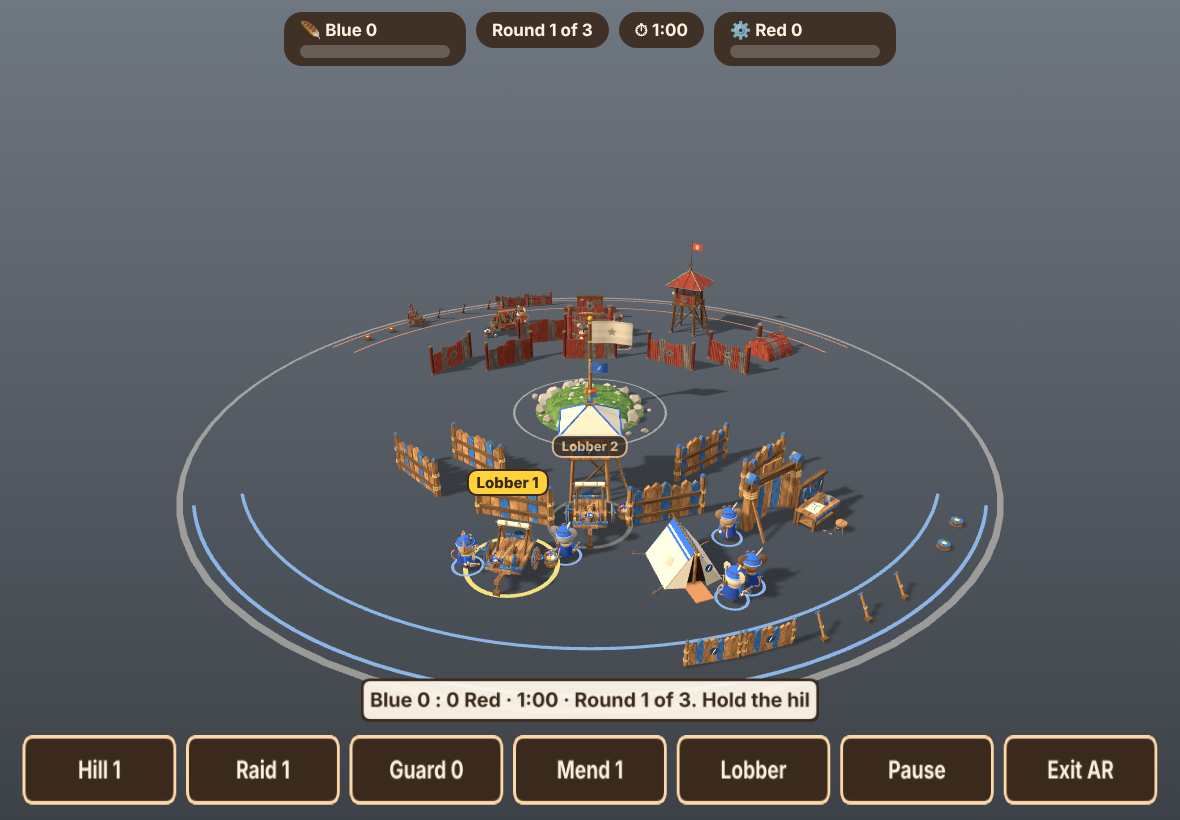 Blue 0
Round 1 of 3
1:00
Red 0
Lobber 2
Lobber 1
Blue 0 : 0 Red · 1:00 · Round 1 of 3. Hold the hil
Hill 1
Raid 1
Guard 0
Mend 1
Lobber
Pause
Exit AR